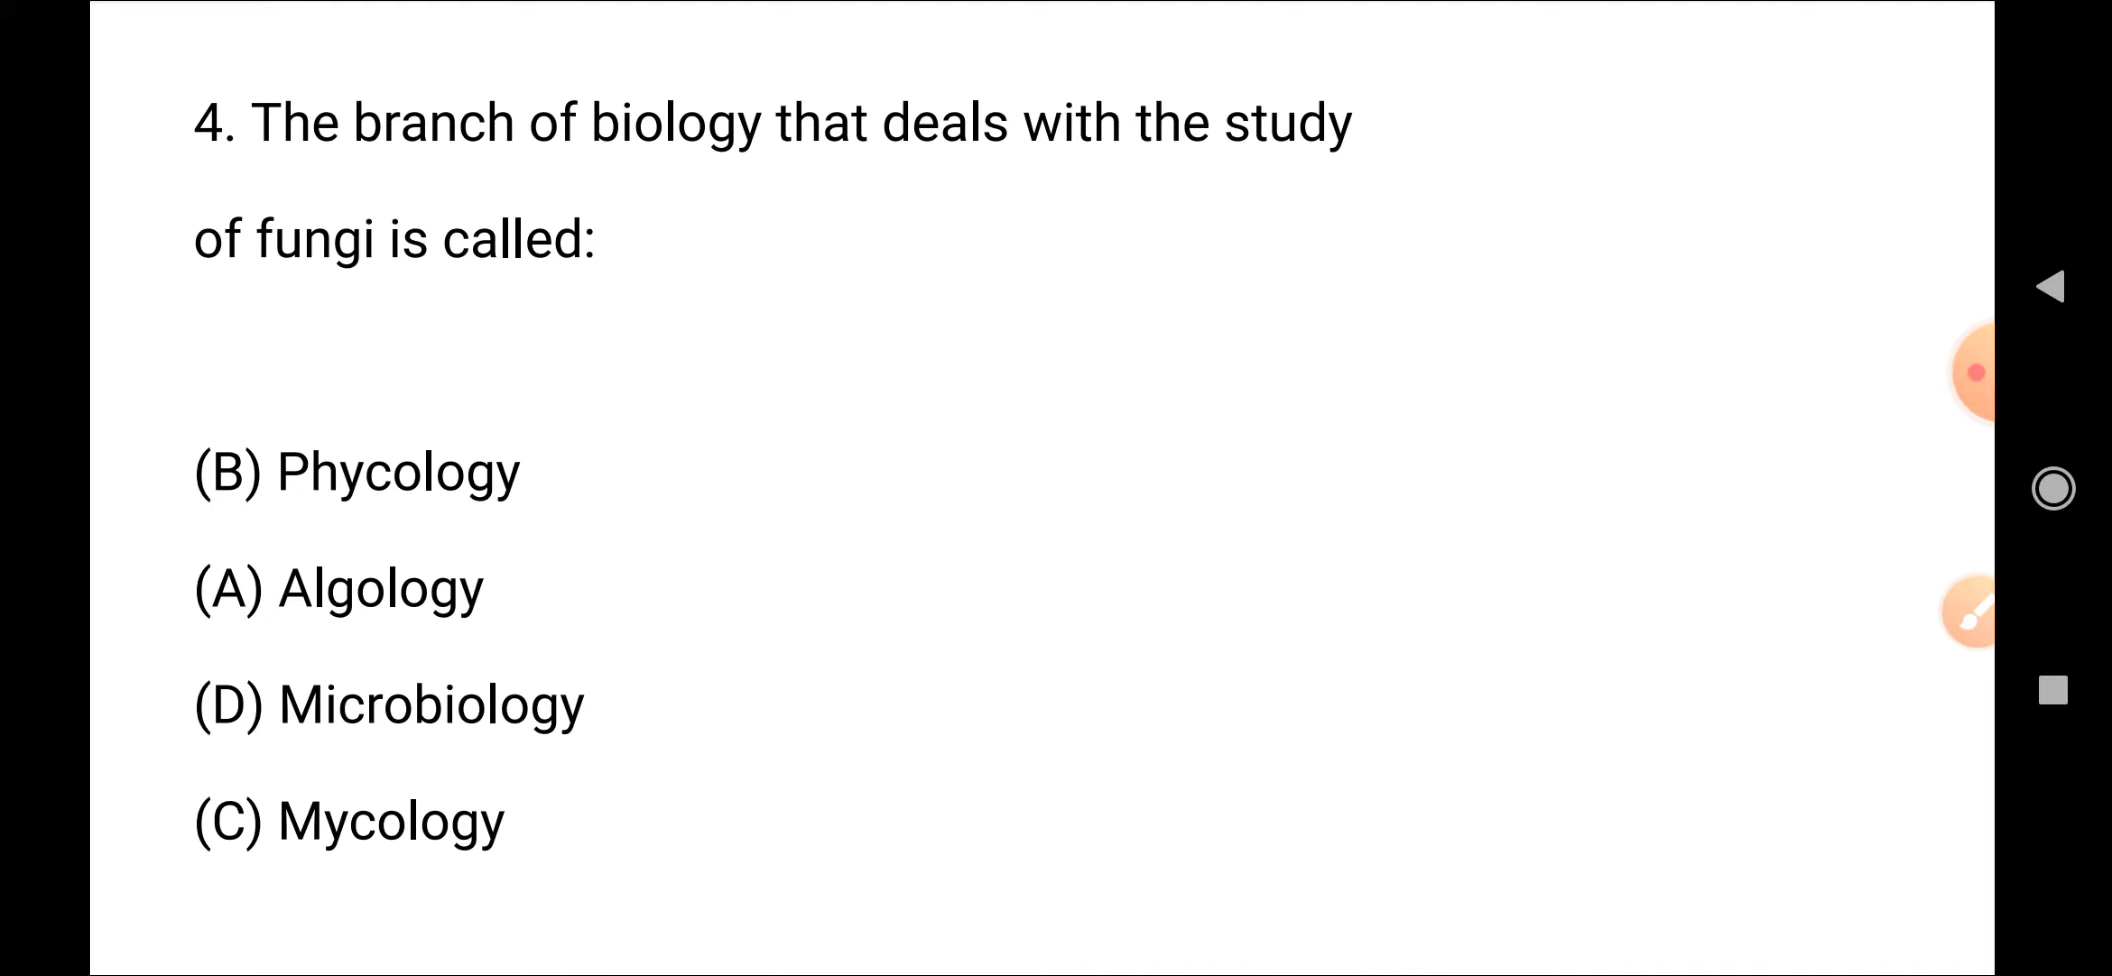 4. The branch of biology that deals with the study
of fungi is called:
(B) Phycology
(A) Algology
(D) Microbiology
(C) Mycology